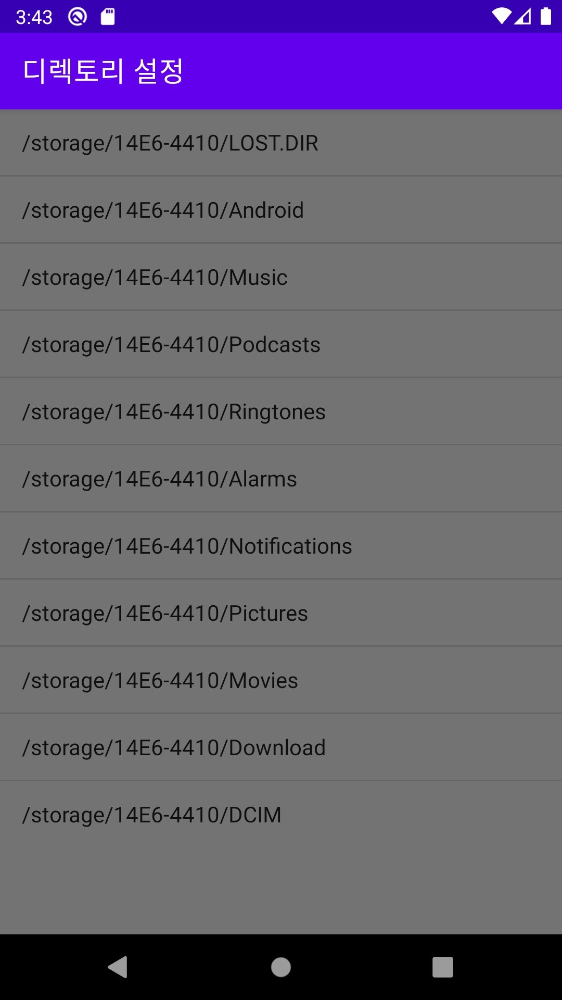 3:43
디렉토리 설정
/storage/14E6-4410/LOST.DIR
/storage/14E6-4410/Android
/storage/14E6-4410/Music
/storage/14E6-4410/Podcasts
/storage/14E6-4410/Ringtones
/storage/14E6-4410/Alarms
/storage/14E6-4410/Notifications
/storage/14E6-4410/Pictures
/storage/14E6-4410/Movies
/storage/14E6-4410/Download
/storage/14E6-4410/DCIM